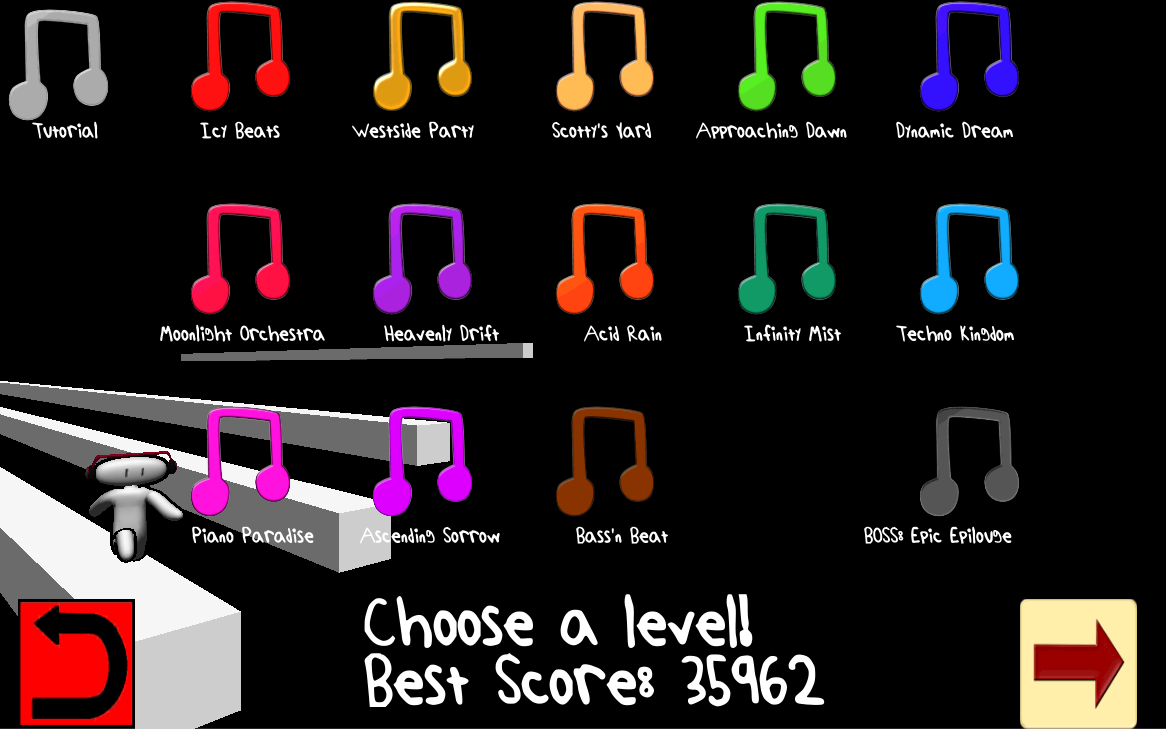 Tutorial
Icy Beats
Westside Party
Scotty's Yard
Approaching Dawn
Dynamic Dream
Moonlight Orchestra
Heavenly Drift
Acid Rain
Infinity Mist
Techno Kingdom
Piano Paradise
Ascending Sorrow
Bass'n Beat
BOSS: Epic Epilouge
Choose a level!
Best Score: 35962